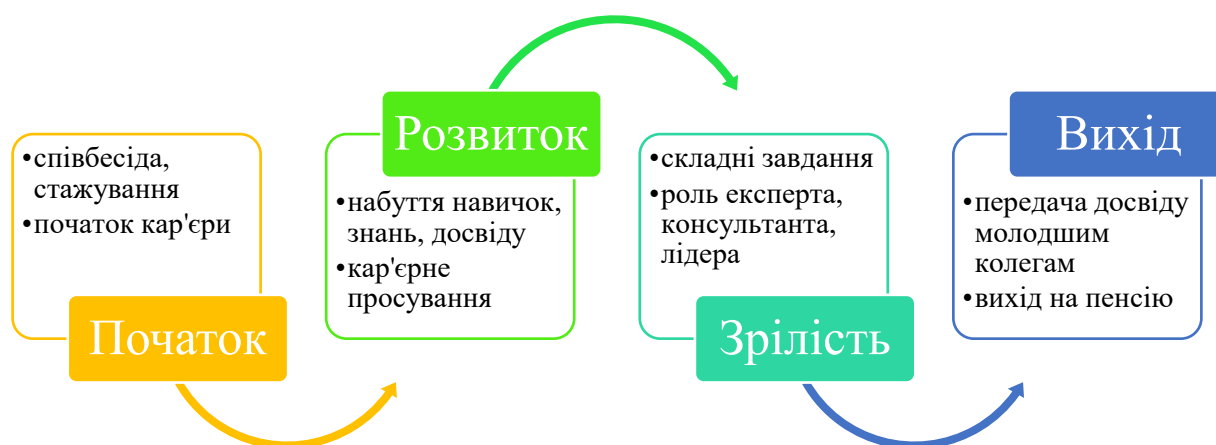 •співбесіда,
стажування
•початок кар'єри
Початок
Розвиток
•набуття навичок,
знань, досвіду
•кар'єрне
просування
•складні завдання
•роль експерта,
консультанта,
лідера
Зрілість
Вихід
•передача досвіду
молодшим
колегам
•вихід на пенсію